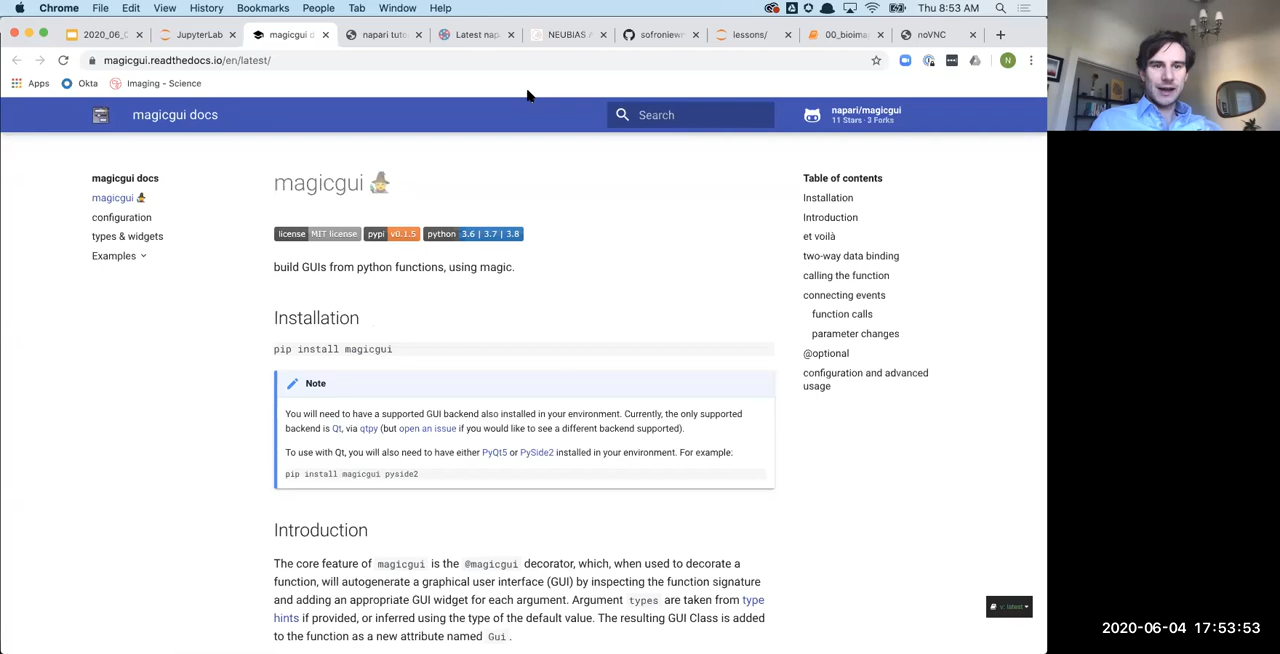 Chrome File Edit View History Bookmarks People Tab Window Help Thu 8:53 AM
2020_06_ JupyterLab magicgui d napari tuto Latest nap NEUBIAS A sofroniewn lessons/ 00_bioima noVNC
magicgui.readthedocs.io/en/latest/ N
Apps Okta Imaging - Science
magicgui docs Search napari/magicgui
11 Stars · 3 Forks
magicgui docs
magicgui
configuration
types & widgets
Examples
magicgui
license MIT license pypi v0.1.5 python 3.6 | 3.7 | 3.8
build GUIs from python functions, using magic.
Installation
pip install magicgui
Note
You will need to have a supported GUI backend also installed in your environment. Currently, the only supported
backend is Qt, via qtpy (but open an issue if you would like to see a different backend supported).
To use with Qt, you will also need to have either PyQt5 or PySide2 installed in your environment. For example:
pip install magicgui pyside2
Introduction
The core feature of magicgui is the @magicgui decorator, which, when used to decorate a
function, will autogenerate a graphical user interface (GUI) by inspecting the function signature
and adding an appropriate GUI widget for each argument. Argument types are taken from type
hints if provided, or inferred using the type of the default value. The resulting GUI Class is added
to the function as a new attribute named Gui.
Table of contents
Installation
Introduction
et voilà
two-way data binding
calling the function
connecting events
function calls
parameter changes
@optional
configuration and advanced
usage
v: latest
2020-06-04 17:53:53